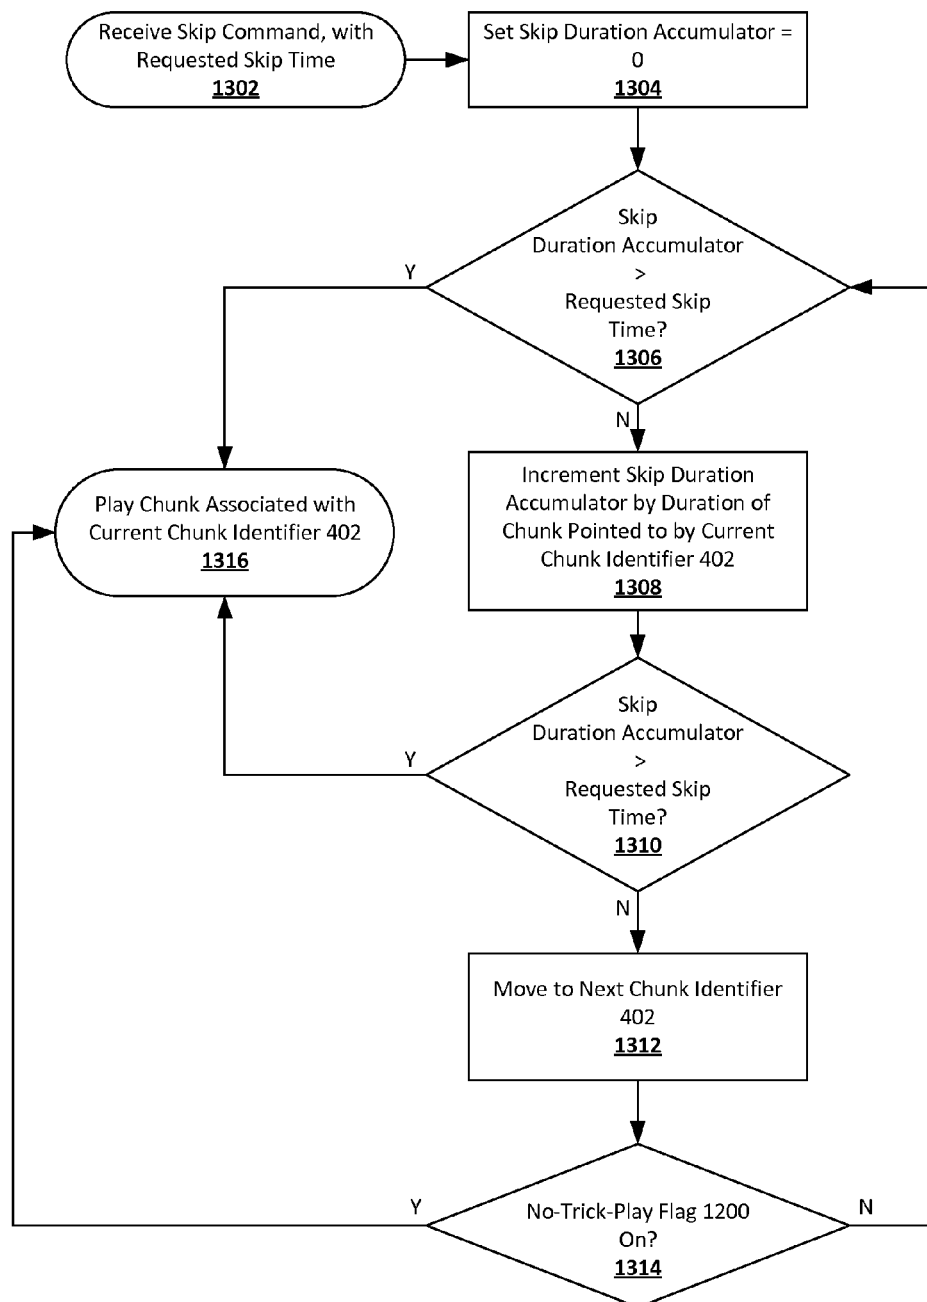 Receive Skip Command, with
Requested Skip Time
1302
Set Skip Duration Accumulator =
0
1304
Skip
Duration Accumulator
>
Requested Skip
Time?
1306
Y
N
Increment Skip Duration
Accumulator by Duration of
Chunk Pointed to by Current
Chunk Identifier 402
1308
Play Chunk Associated with
Current Chunk Identifier 402
1316
Skip
Duration Accumulator
>
Requested Skip
Time?
1310
Y
N
Move to Next Chunk Identifier
402
1312
No-Trick-Play Flag 1200
On?
1314
Y
N